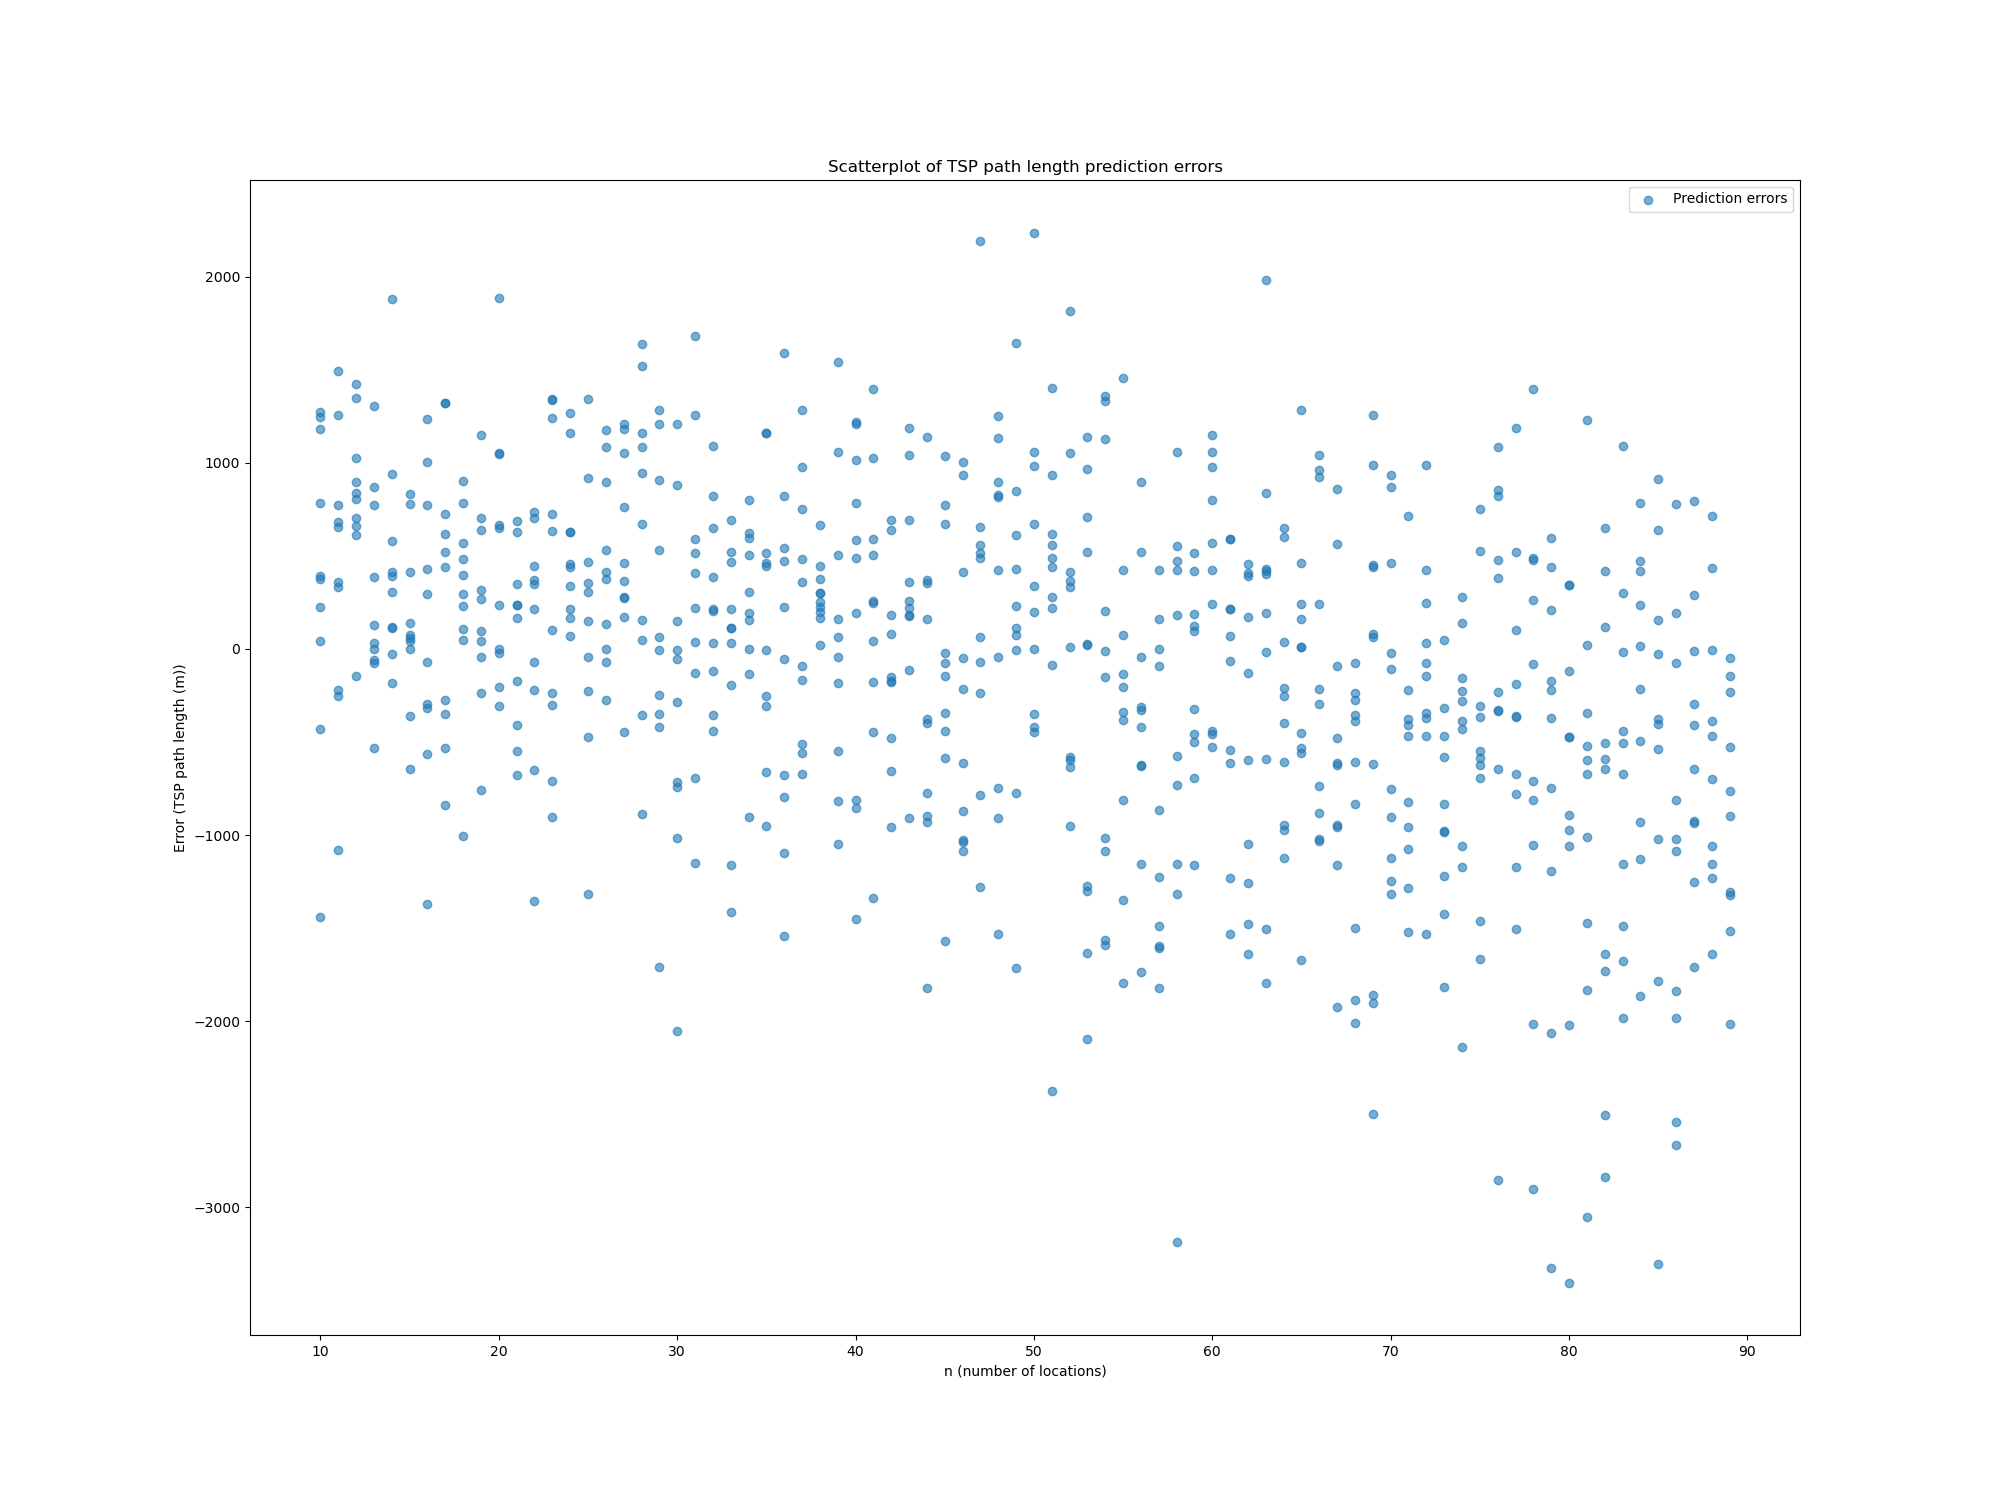 Scatterplot of TSP path length prediction errors
Prediction errors
2000
1000
0
−1000
−2000
−3000
Error (TSP path length (m))
10 20 30 40 50 60 70 80 90
n (number of locations)